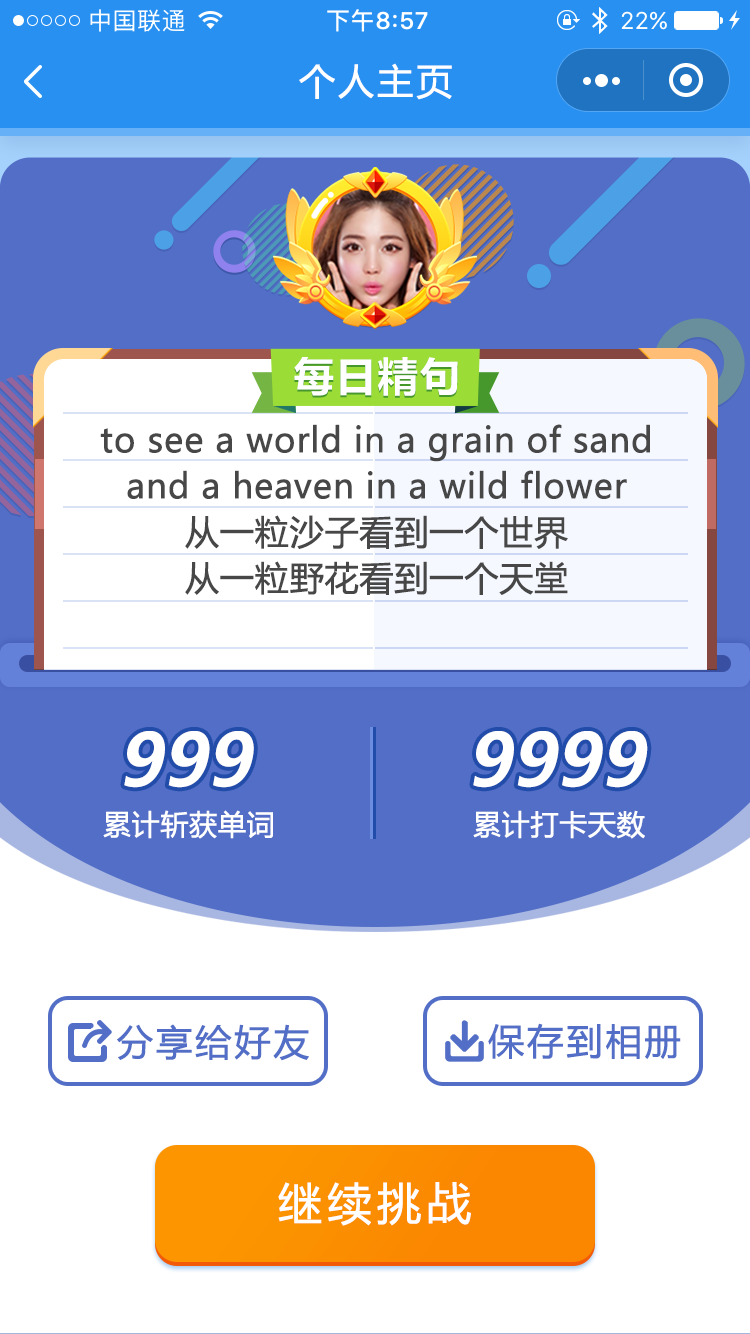 中国联通
下午8:57
22%
个人主页
每日精句
to see a world in a grain of sand
and a heaven in a wild flower
从一粒沙子看到一个世界
从一粒野花看到一个天堂
999
9999
累计斩获单词
累计打卡天数
分享给好友
保存到相册
继续挑战